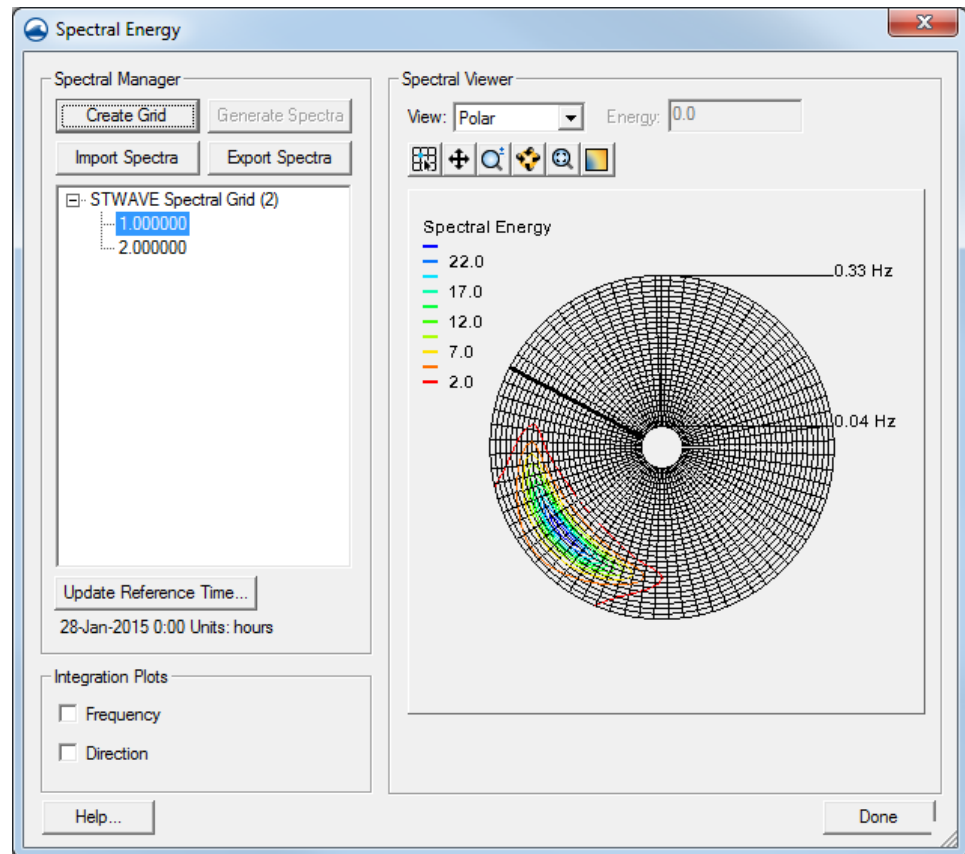 Spectral Energy
Spectral Manager
Create Grid
Generate Spectra
Import Spectra
Export Spectra
STWAVE Spectral Grid (2)
1.000000
2.000000
Update Reference Time...
28-Jan-2015 0:00 Units: hours
Integration Plots
Frequency
Direction
Help...
Spectral Viewer
View: Polar
Energy: 0.0
Spectral Energy
22.0
17.0
12.0
7.0
2.0
0.33 Hz
0.04 Hz
Done